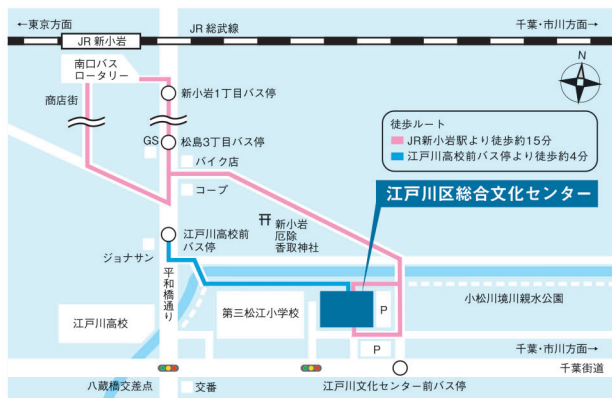 ←東京方面
JR 総武線
千葉・市川方面→
JR 新小岩
南口バス
ロータリー
商店街
新小岩1丁目バス停
N
GS
松島3丁目バス停
バイク店
コープ
徒歩ルート
JR新小岩駅より徒歩約15分
江戸川高校前バス停より徒歩約4分
江戸川区総合文化センター
新小岩
厄除
香取神社
江戸川高校前
バス停
ジョナサン
平和橋通り
小松川境川親水公園
江戸川高校
第三松江小学校
P
P
千葉・市川方面→
千葉街道
八蔵橋交差点
交番
江戸川文化センター前バス停